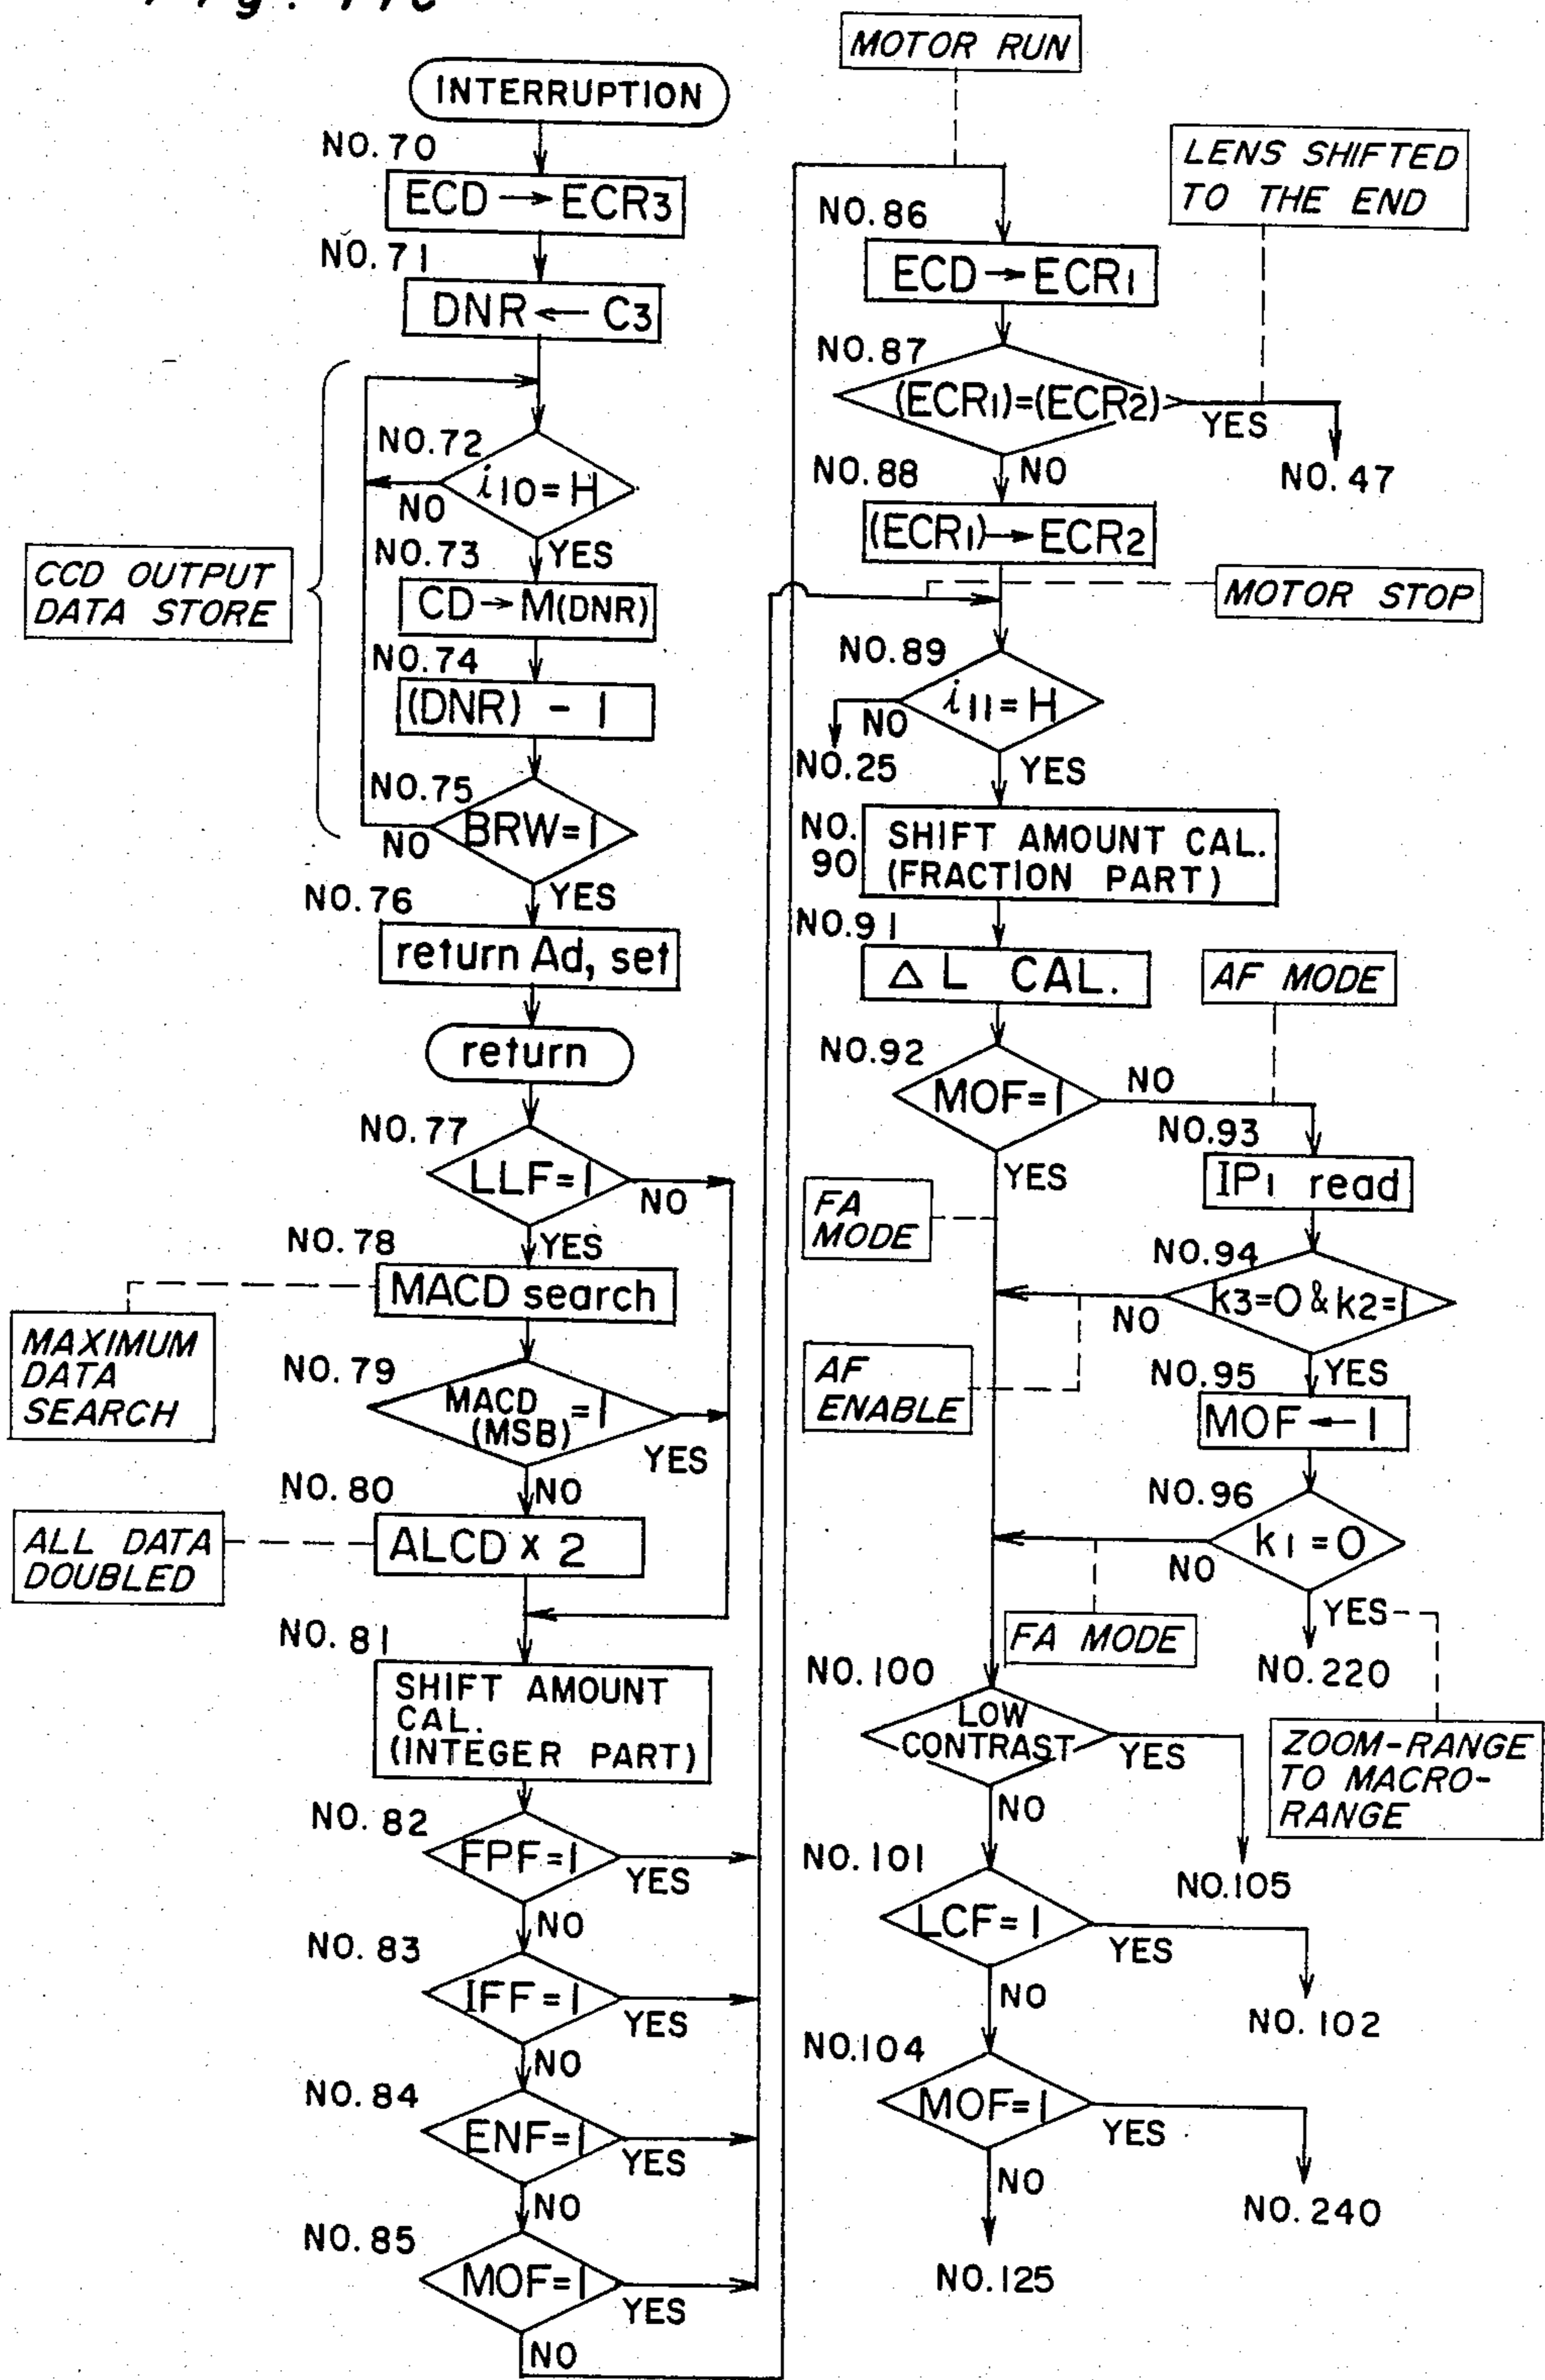 INTERRUPTION
NO. 70
ECD → ECR3
NO. 71
DNR ← C3
NO. 72
i10 = H
NO
YES
CCD OUTPUT
DATA STORE
NO. 73
CD → M(DNR)
NO. 74
(DNR) - 1
NO. 75
BRW = 1
NO
YES
NO. 76
return Ad, set
return
NO. 77
LLF = 1
NO
YES
NO. 78
MACD search
MAXIMUM
DATA
SEARCH
NO. 79
MACD
(MSB) = 1
YES
NO
NO. 80
ALCD x 2
ALL DATA
DOUBLED
NO. 81
SHIFT AMOUNT
CAL.
(INTEGER PART)
NO. 82
FPF = 1
YES
NO
NO. 83
IFF = 1
YES
NO
NO. 84
ENF = 1
YES
NO
NO. 85
MOF = 1
YES
NO
MOTOR RUN
LENS SHIFTED
TO THE END
NO. 86
ECD → ECR1
NO. 87
(ECR1) = (ECR2)
YES
NO. 47
NO
NO. 88
(ECR1) → ECR2
MOTOR STOP
NO. 89
i11 = H
NO
NO. 25
YES
NO.
90
SHIFT AMOUNT CAL.
(FRACTION PART)
NO. 91
△ L CAL.
AF MODE
NO. 92
MOF = 1
NO
YES
NO. 93
IP1 read
FA
MODE
NO. 94
k3=0 & k2=1
NO
YES
AF
ENABLE
NO. 95
MOF ← 1
NO. 96
k1 = 0
NO
YES
NO. 220
FA MODE
ZOOM-RANGE
TO MACRO-
RANGE
NO. 100
LOW
CONTRAST
YES
NO. 105
NO
NO. 101
LCF = 1
YES
NO. 102
NO
NO. 104
MOF = 1
YES
NO. 240
NO
NO. 125